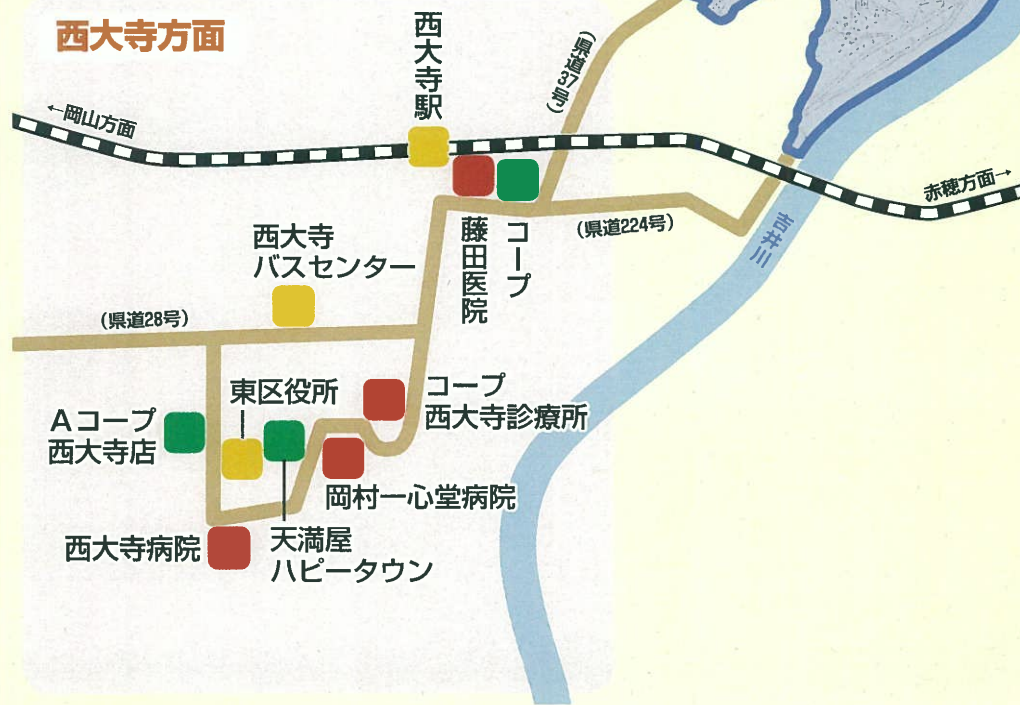 西大寺方面
西大寺駅
(県道37号)
←岡山方面
赤穂方面→
藤田医院
コープ
(県道224号)
吉井川
西大寺
バスセンター
(県道28号)
東区役所
コープ
西大寺診療所
Aコープ
西大寺店
岡村一心堂病院
西大寺病院
天満屋
ハピータウン